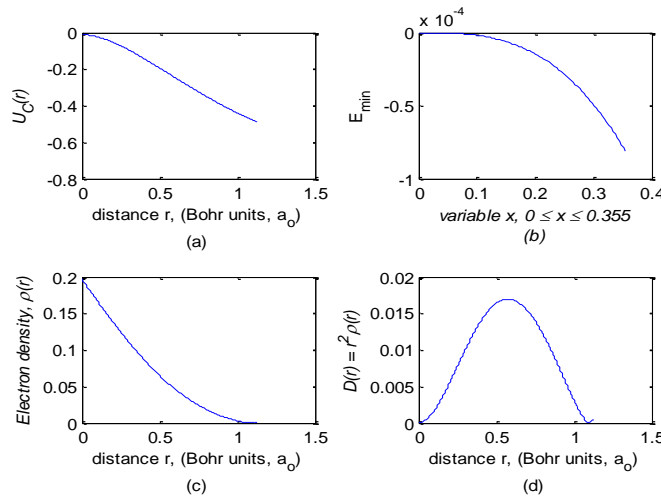 x 10⁻⁴
0
-0.2
-0.4
-0.6
-0.8
U_C(r)
0 0.5 1 1.5
distance r, (Bohr units, a_o)
(a)
0
-0.5
-1
E_min
0 0.1 0.2 0.3 0.4
variable x, 0 ≤ x ≤ 0.355
(b)
0.2
0.15
0.1
0.05
0
Electron density, ρ(r)
0 0.5 1 1.5
distance r, (Bohr units, a_o)
(c)
0.02
0.015
0.01
0.005
0
D(r) = r² ρ(r)
0 0.5 1 1.5
distance r, (Bohr units, a_o)
(d)